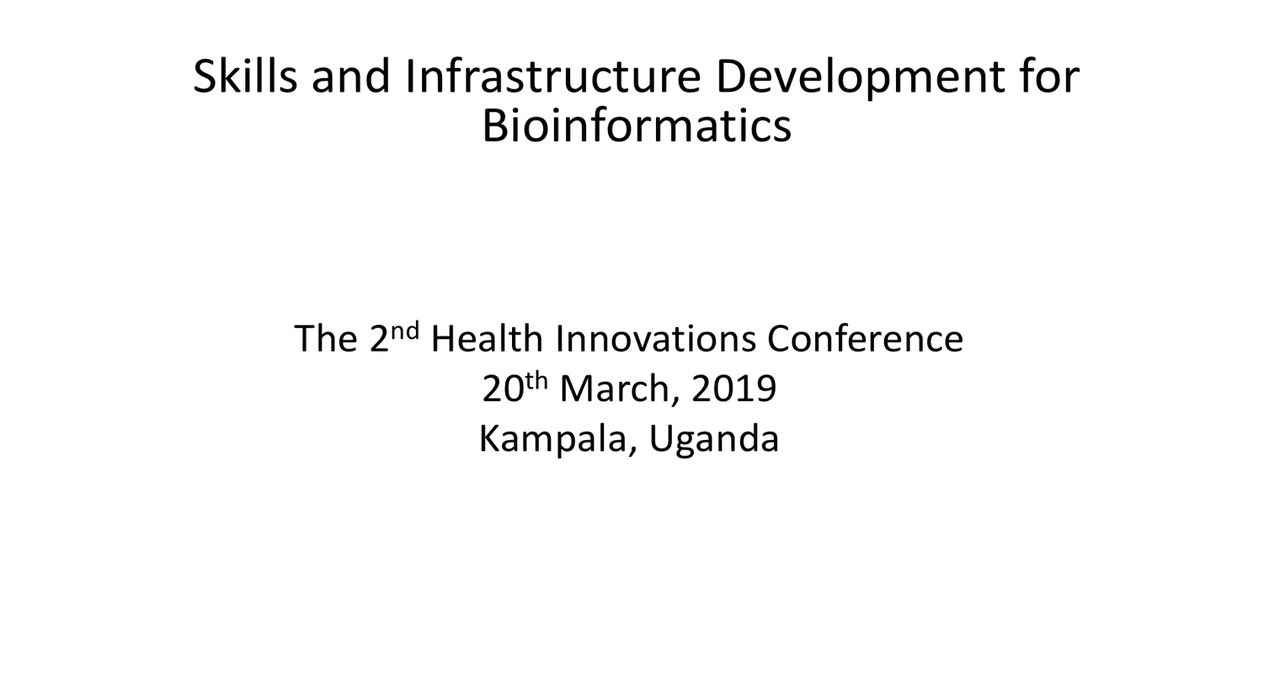 Skills and Infrastructure Development for
Bioinformatics
The 2nd Health Innovations Conference
20th March, 2019
Kampala, Uganda